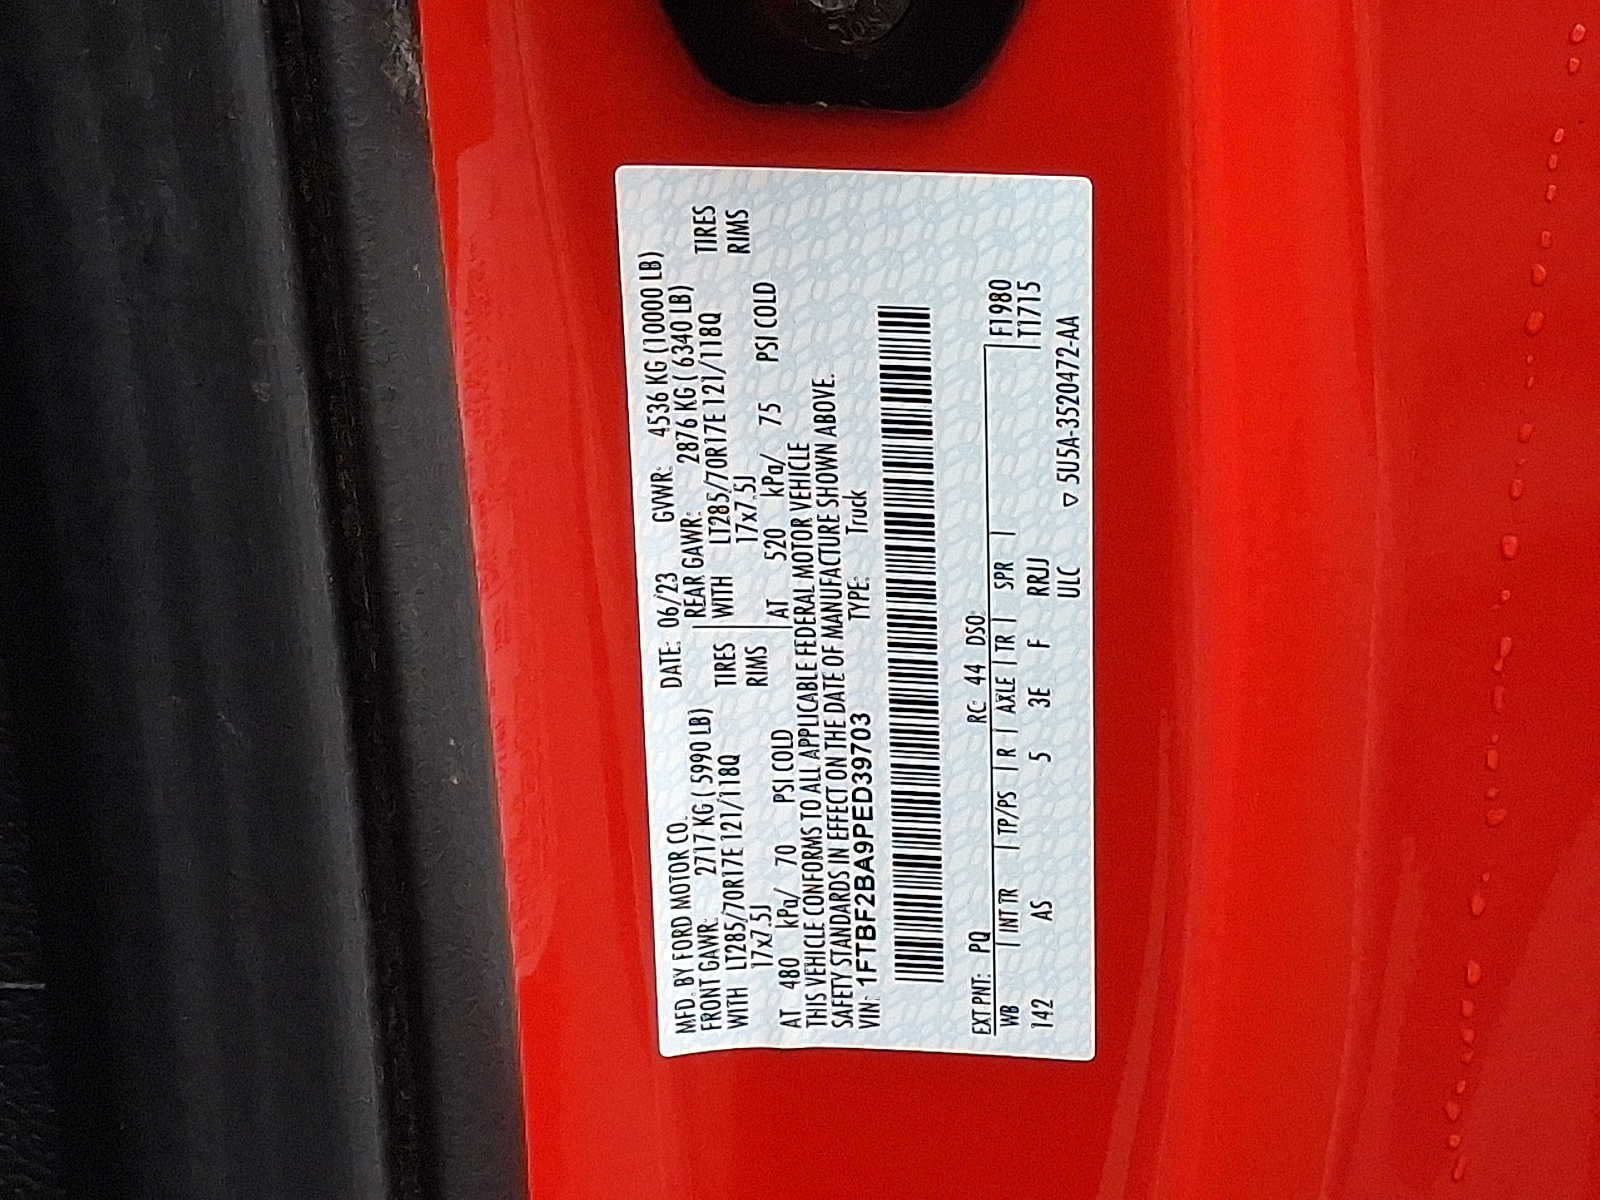 MFD. BY FORD MOTOR CO. DATE: 06/23 GVWR: 4536 KG (10000 LB)
FRONT GAWR: 2717 KG ( 5990 LB) REAR GAWR: 2876 KG ( 6340 LB)
WITH LT285/70R17E 121/118Q TIRES WITH LT285/70R17E 121/118Q TIRES
17x7.5J RIMS 17x7.5J RIMS
AT 480 kPa/ 70 PSI COLD AT 520 kPa/ 75 PSI COLD
THIS VEHICLE CONFORMS TO ALL APPLICABLE FEDERAL MOTOR VEHICLE
SAFETY STANDARDS IN EFFECT ON THE DATE OF MANUFACTURE SHOWN ABOVE.
VIN: 1FTBF2BA9PED39703 TYPE: Truck
EXT PNT: PQ RC: 44 DSO:
WB | INT TR | TP/PS | R | AXLE | TR | SPR | F1980
142 AS 5 3E F RRJJ T1715
ULC ▽ 5U5A-3520472-AA